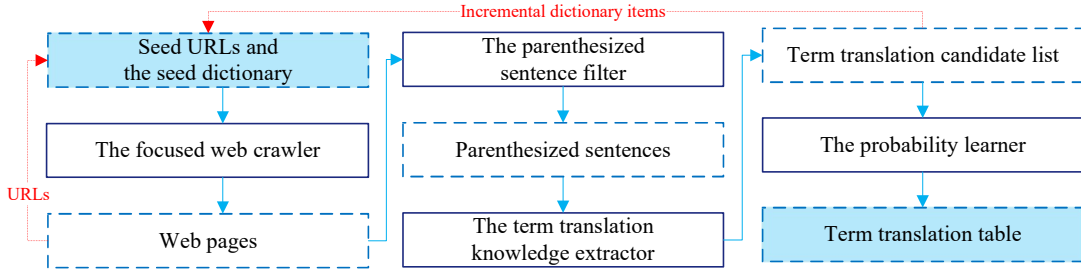 Incremental dictionary items
Seed URLs and
the seed dictionary
The focused web crawler
URLs
Web pages
The parenthesized
sentence filter
Parenthesized sentences
The term translation
knowledge extractor
Term translation candidate list
The probability learner
Term translation table